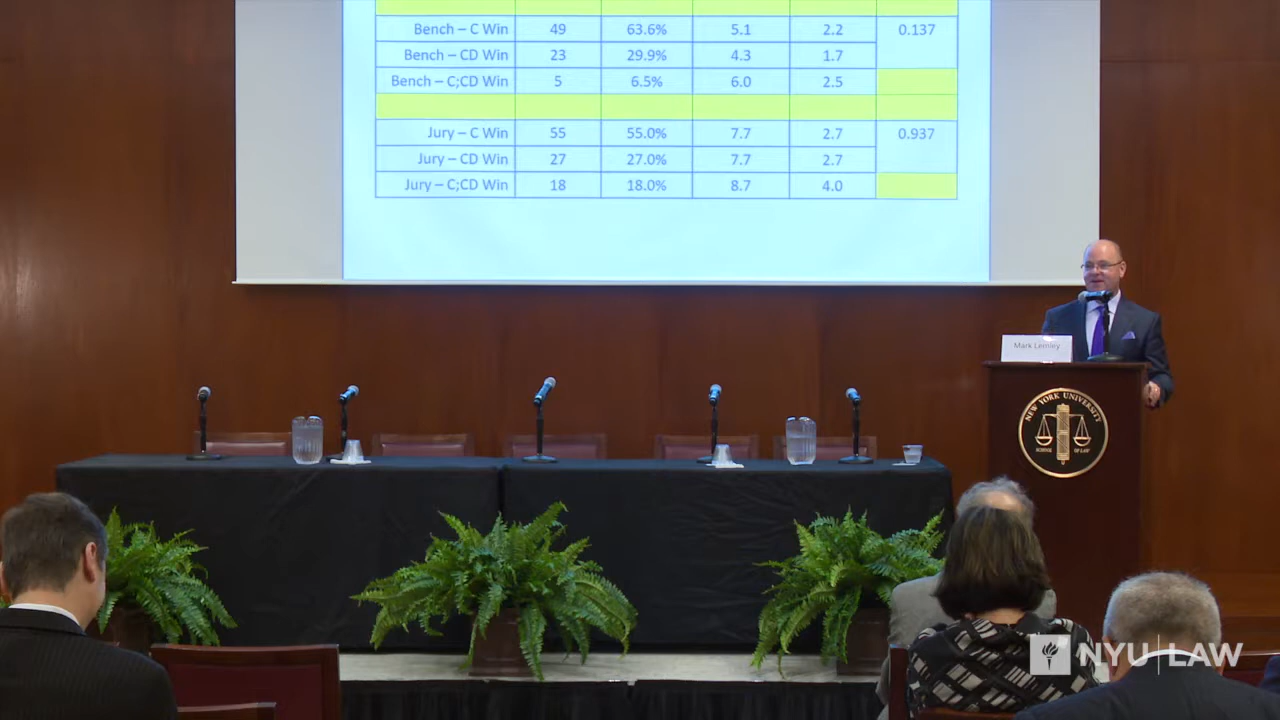 Bench – C Win 49 63.6% 5.1 2.2 0.137
Bench – CD Win 23 29.9% 4.3 1.7
Bench – C;CD Win 5 6.5% 6.0 2.5
Jury – C Win 55 55.0% 7.7 2.7 0.937
Jury – CD Win 27 27.0% 7.7 2.7
Jury – C;CD Win 18 18.0% 8.7 4.0
Mark Lemley
NEW YORK UNIVERSITY
SCHOOL OF LAW
NYU LAW